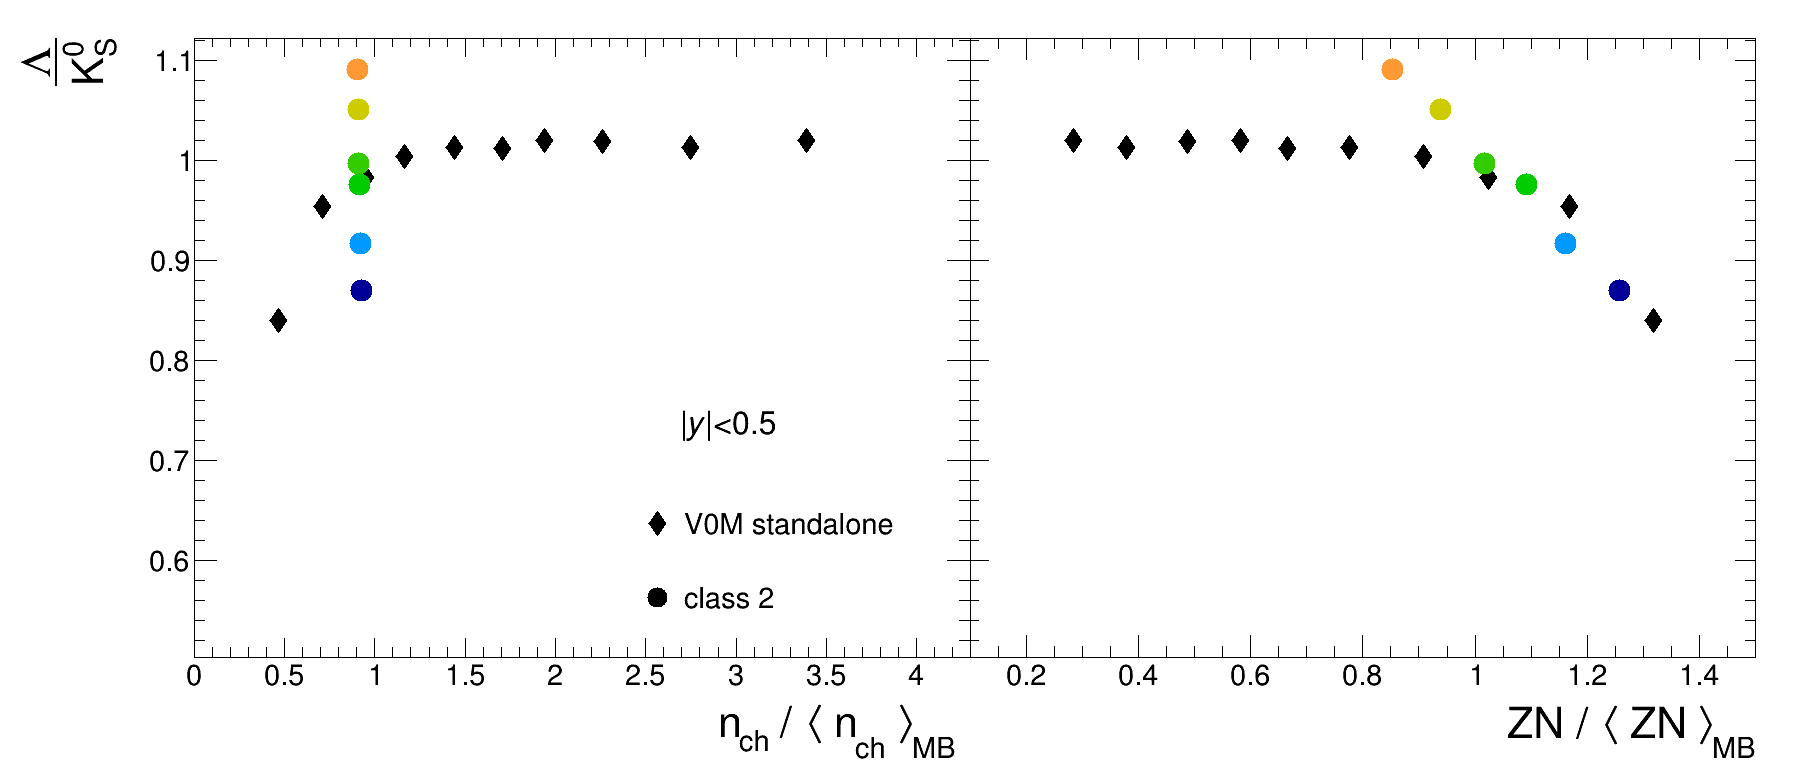 Λ
K⁰S
1.1
1
0.9
0.8
0.7
0.6
|y|<0.5
V0M standalone
class 2
0 0.5 1 1.5 2 2.5 3 3.5 4
0.2 0.4 0.6 0.8 1 1.2 1.4
nch / ⟨ nch ⟩MB
ZN / ⟨ ZN ⟩MB